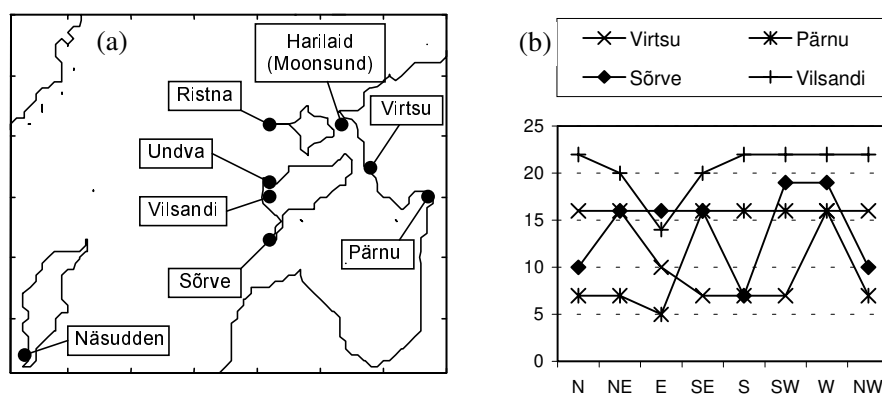 (a)
Harilaid
(Moonsund)
Ristna
Virtsu
Undva
Vilsandi
Pärnu
Sõrve
Näsudden
(b)
Virtsu
Pärnu
Sõrve
Vilsandi
25
20
15
10
5
0
N NE E SE S SW W NW